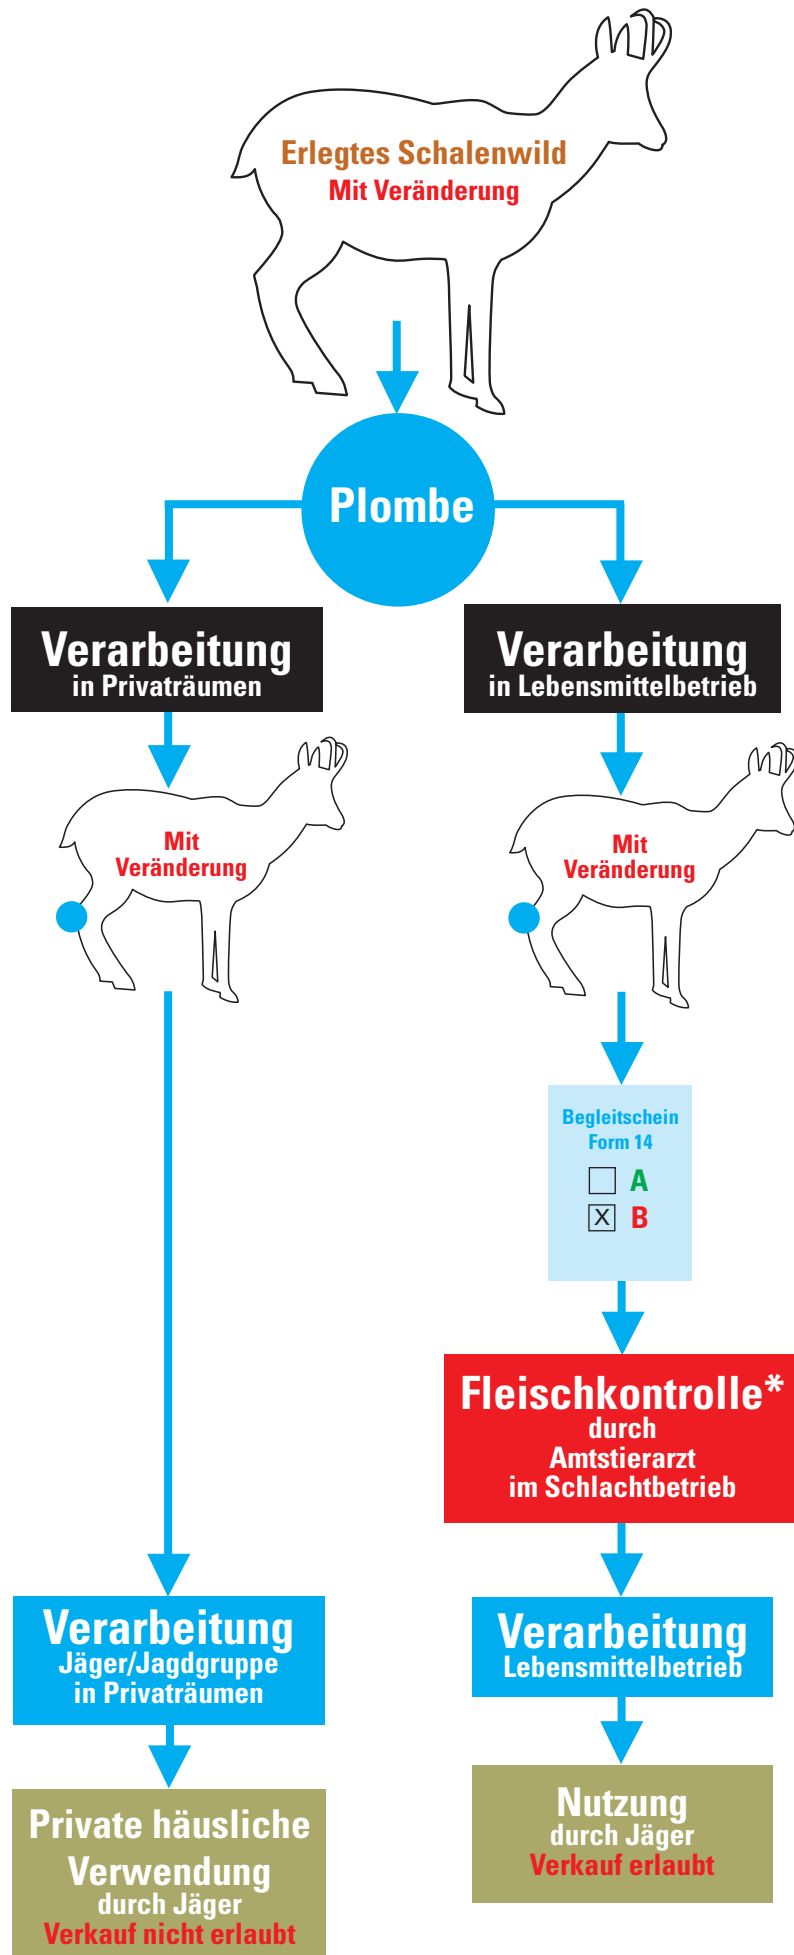 Erlegtes Schalenwild
Mit Veränderung
Plombe
Verarbeitung
in Privaträumen
Verarbeitung
in Lebensmittelbetrieb
Mit
Veränderung
Mit
Veränderung
Begleitschein
Form 14
A
X B
Fleischkontrolle*
durch
Amtstierarzt
im Schlachtbetrieb
Verarbeitung
Jäger/Jagdgruppe
in Privaträumen
Verarbeitung
Lebensmittelbetrieb
Private häusliche
Verwendung
durch Jäger
Verkauf nicht erlaubt
Nutzung
durch Jäger
Verkauf erlaubt